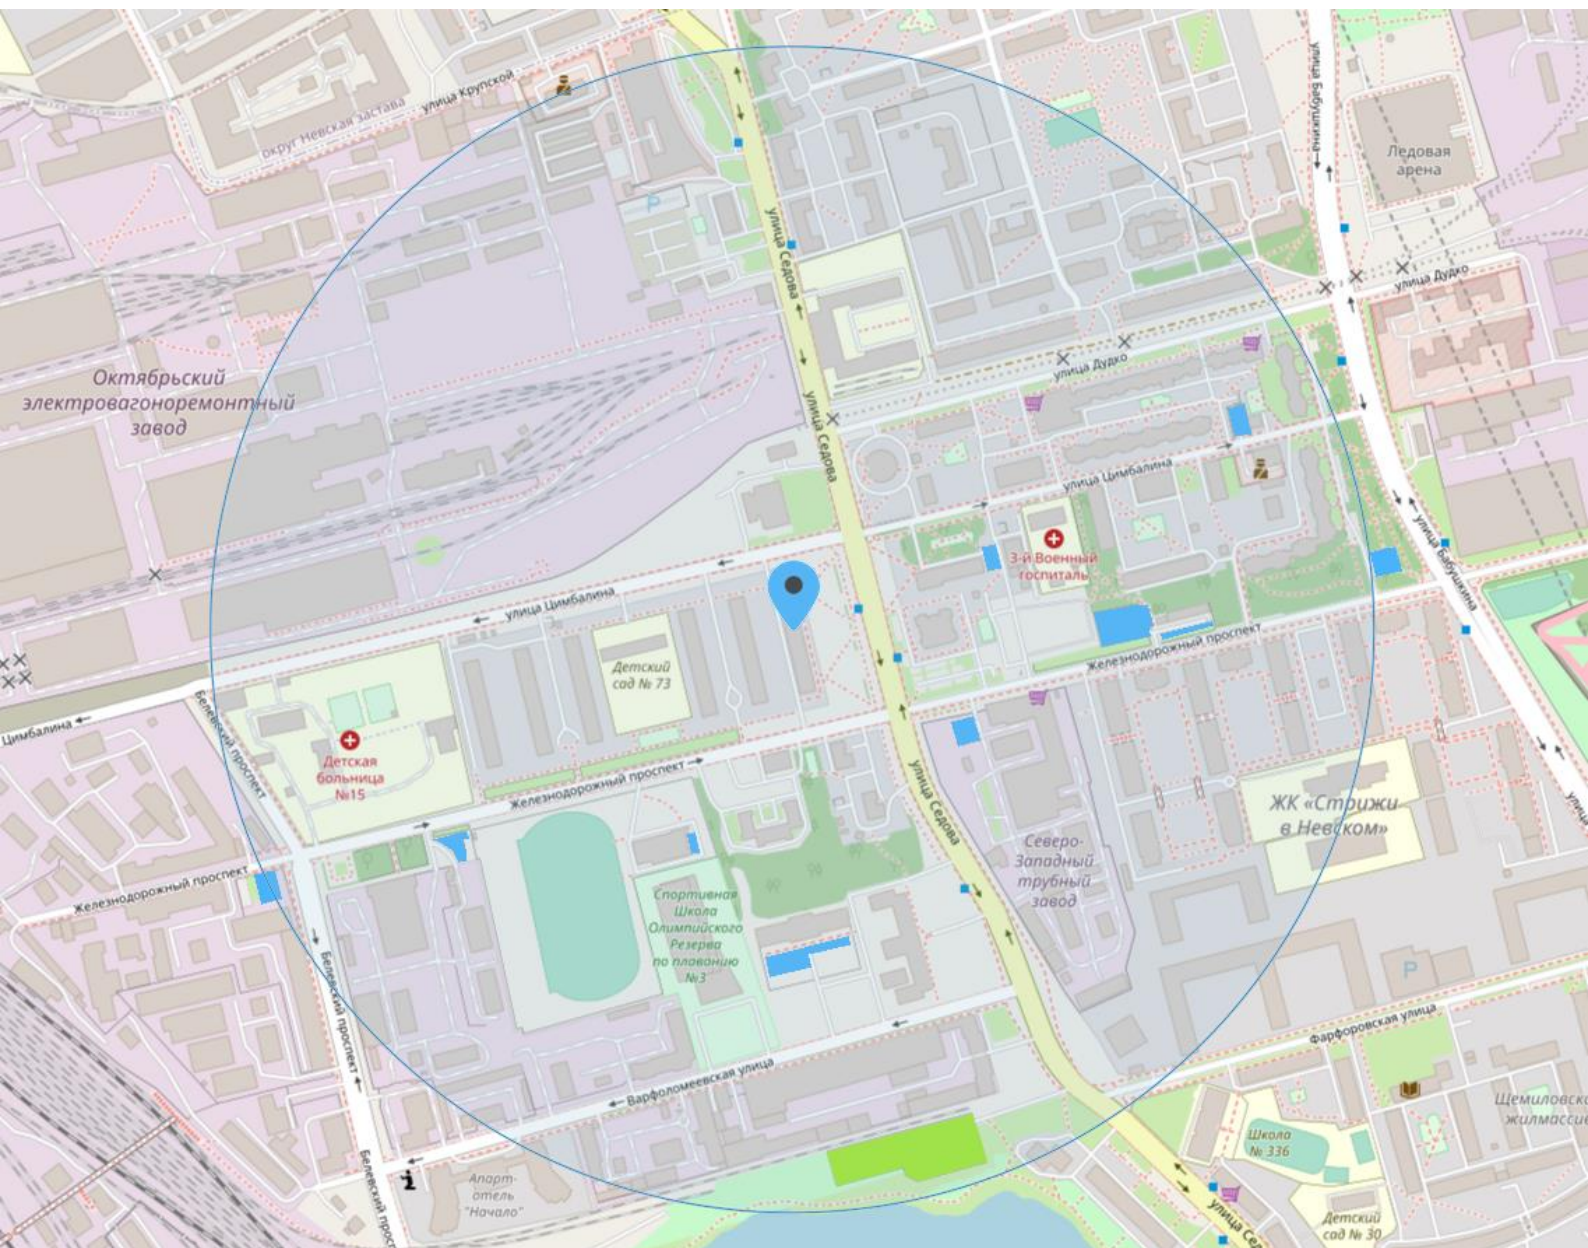 улица Крупской
округ Невская застава
улица Бабушкина
Ледовая
арена
улица Седова
улица Дудко
улица Дудко
Октябрьский
электровагоноремонтный
завод
улица Седова
улица Цимбалина
3-й Военный
госпиталь
улица Бабушкина
улица Цимбалина
Детский
сад № 73
Железнодорожный проспект
Цимбалина
Белевский проспект
Детская
больница
№15
Железнодорожный проспект
улица Седова
ЖК «Стрижи
в Невском»
улица
Северо-
Западный
трубный
завод
Железнодорожный проспект
Спортивная
Школа
Олимпийского
Резерва
по плаванию
№3
P
P
Белевский проспект
Фарфоровская улица
Варфоломеевская улица
Щемиловск
жилмассив
Школа
№ 336
Апарт-
отель
"Начало"
Белевский прос
Детский
сад № 30
улица Се